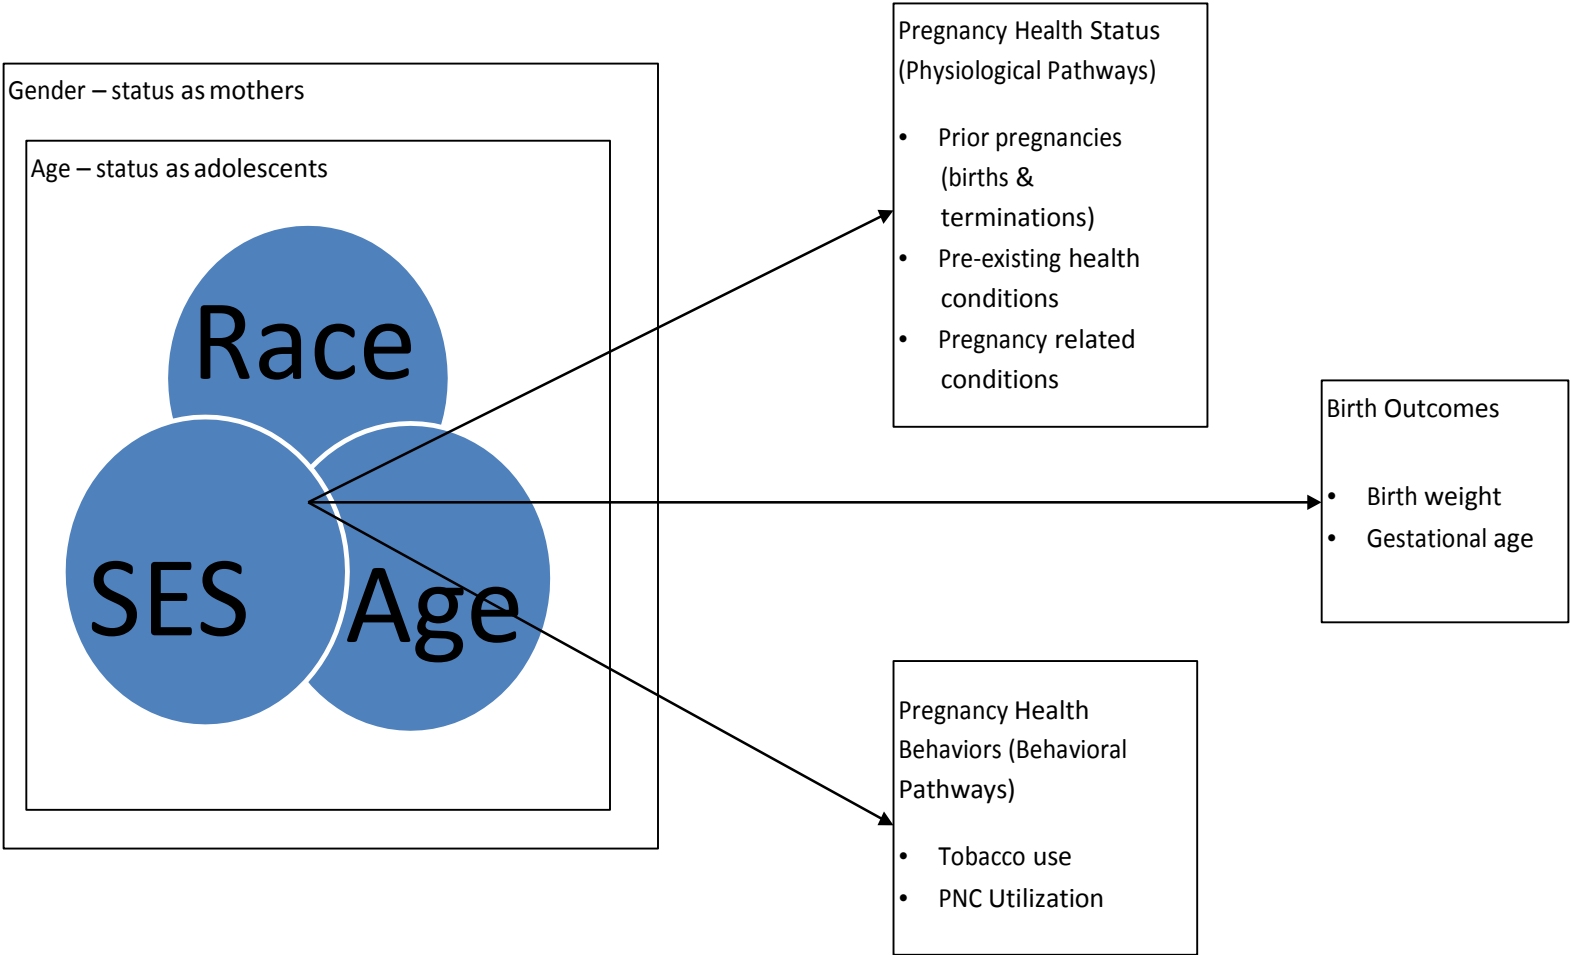 Gender – status as mothers
Age – status as adolescents
Race
SES
Age
Pregnancy Health Status
(Physiological Pathways)
• Prior pregnancies
(births &
terminations)
• Pre-existing health
conditions
• Pregnancy related
conditions
Birth Outcomes
• Birth weight
• Gestational age
Pregnancy Health
Behaviors (Behavioral
Pathways)
• Tobacco use
• PNC Utilization